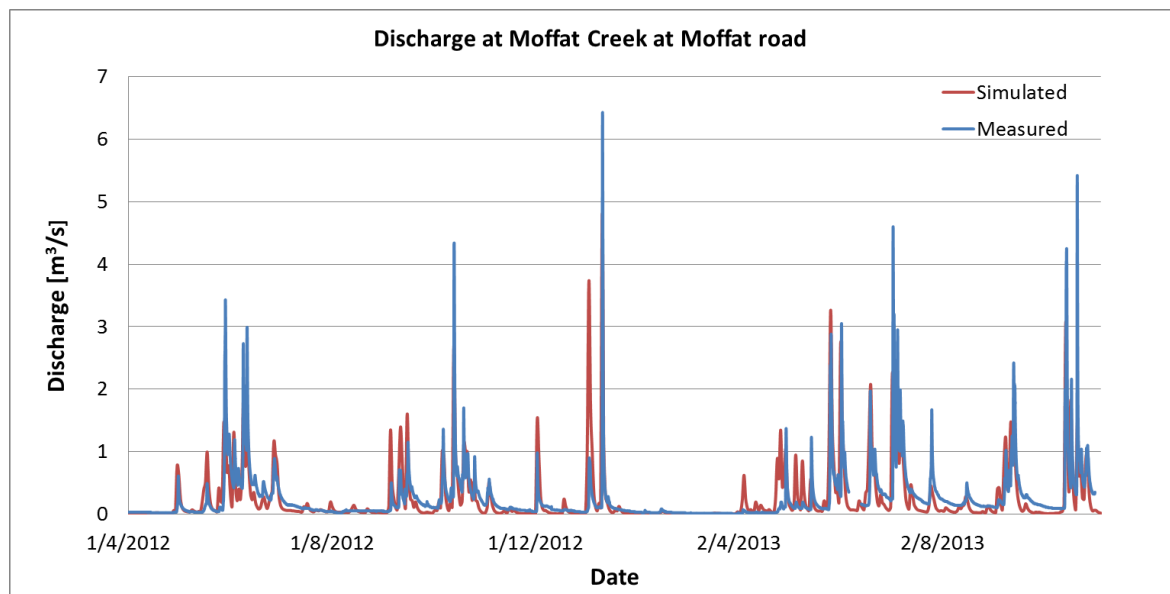 Discharge at Moffat Creek at Moffat road
7
Simulated
6
Measured
5
4
3
2
1
0
Discharge [m³/s]
1/4/2012 1/8/2012 1/12/2012 2/4/2013 2/8/2013
Date